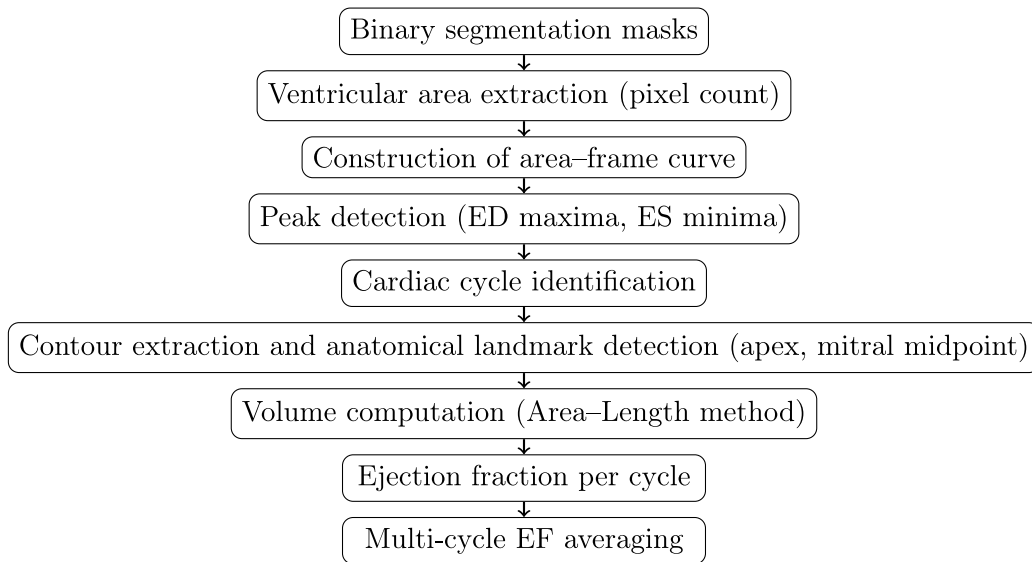 Binary segmentation masks
Ventricular area extraction (pixel count)
Construction of area–frame curve
Peak detection (ED maxima, ES minima)
Cardiac cycle identification
Contour extraction and anatomical landmark detection (apex, mitral midpoint)
Volume computation (Area–Length method)
Ejection fraction per cycle
Multi-cycle EF averaging